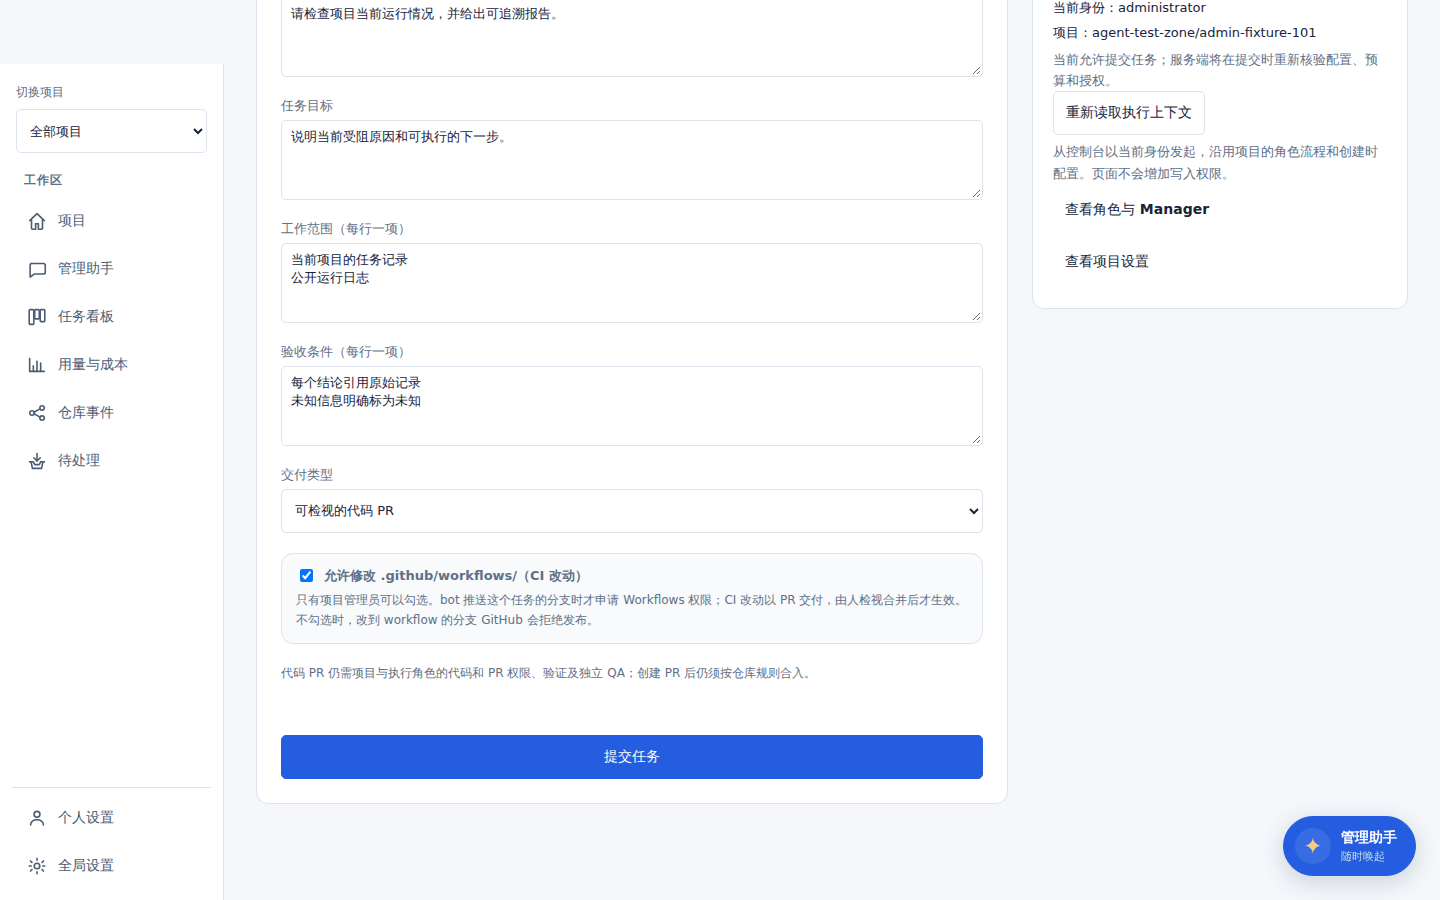 切换项目
全部项目
工作区
项目
管理助手
任务看板
用量与成本
仓库事件
待处理
个人设置
全局设置
请检查项目当前运行情况，并给出可追溯报告。
任务目标
说明当前受阻原因和可执行的下一步。
工作范围（每行一项）
当前项目的任务记录
公开运行日志
验收条件（每行一项）
每个结论引用原始记录
未知信息明确标为未知
交付类型
可检视的代码 PR
允许修改 .github/workflows/（CI 改动）
只有项目管理员可以勾选。bot 推送这个任务的分支时才申请 Workflows 权限；CI 改动以 PR 交付，由人检视合并后才生效。
不勾选时，改到 workflow 的分支 GitHub 会拒绝发布。
代码 PR 仍需项目与执行角色的代码和 PR 权限、验证及独立 QA；创建 PR 后仍须按仓库规则合入。
提交任务
当前身份：administrator
项目：agent-test-zone/admin-fixture-101
当前允许提交任务；服务端将在提交时重新核验配置、预
算和授权。
重新读取执行上下文
从控制台以当前身份发起，沿用项目的角色流程和创建时
配置。页面不会增加写入权限。
查看角色与 Manager
查看项目设置
管理助手
随时唤起